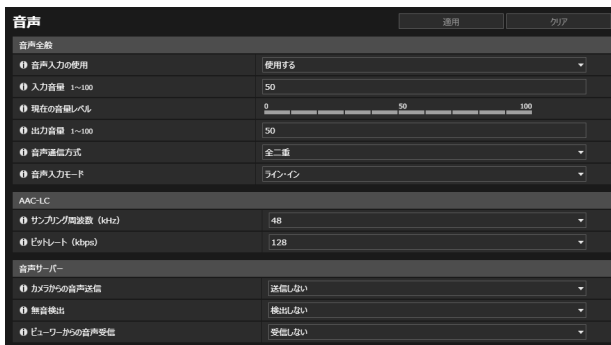 音声
適用 クリア
音声全般
音声入力の使用 使用する
入力音量 1~100 50
現在の音量レベル 0 50 100
出力音量 1~100 50
音声通信方式 全二重
音声入力モード ライン・イン
AAC-LC
サンプリング周波数 (kHz) 48
ビットレート (kbps) 128
音声サーバー
カメラからの音声送信 送信しない
無音検出 検出しない
ビューワーからの音声受信 受信しない